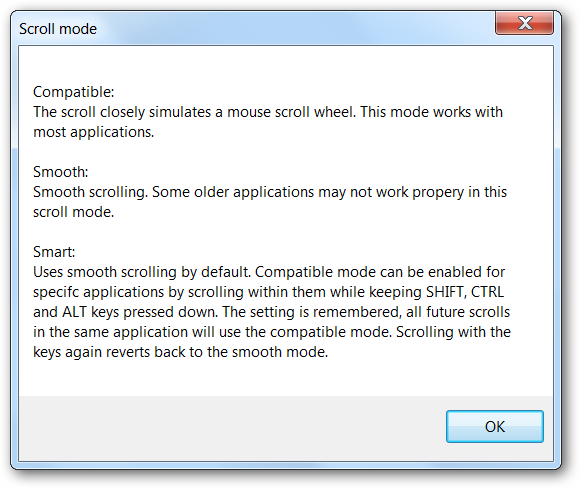 Scroll mode
Compatible:
The scroll closely simulates a mouse scroll wheel. This mode works with
most applications.
Smooth:
Smooth scrolling. Some older applications may not work propery in this
scroll mode.
Smart:
Uses smooth scrolling by default. Compatible mode can be enabled for
specifc applications by scrolling within them while keeping SHIFT, CTRL
and ALT keys pressed down. The setting is remembered, all future scrolls
in the same application will use the compatible mode. Scrolling with the
keys again reverts back to the smooth mode.
OK